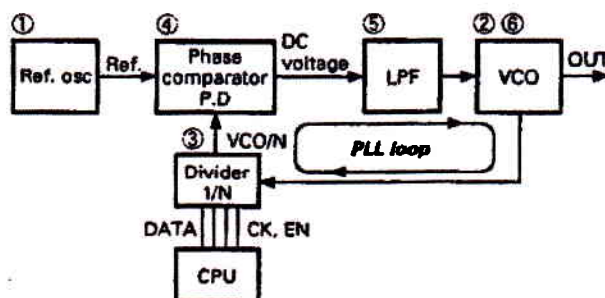 ① ④ ⑤ ② ⑥
Ref. osc
Ref.
Phase
comparator
P.D
DC
voltage
LPF
VCO
OUT
③ VCO/N
PLL loop
Divider
1/N
DATA
CK, EN
CPU